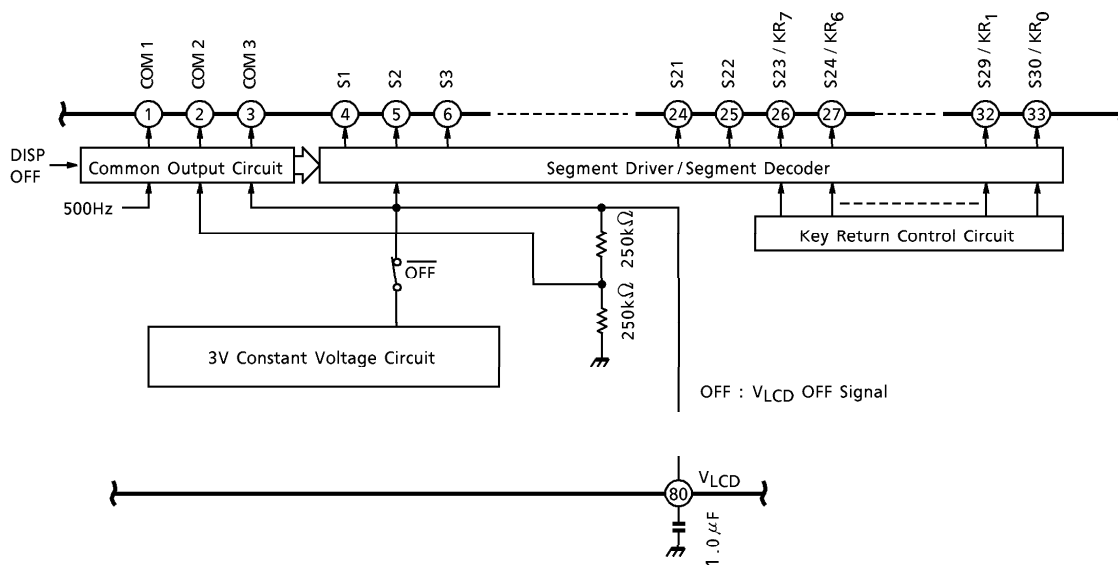 COM 1
COM 2
COM 3
S1
S2
S3
S21
S22
S23 / KR7
S24 / KR6
S29 / KR1
S30 / KR0
1
2
3
4
5
6
24
25
26
27
32
33
DISP
OFF
Common Output Circuit
Segment Driver / Segment Decoder
500Hz
Key Return Control Circuit
250kΩ
OFF
250kΩ
3V Constant Voltage Circuit
OFF : VLCD OFF Signal
80
VLCD
1.0 μF